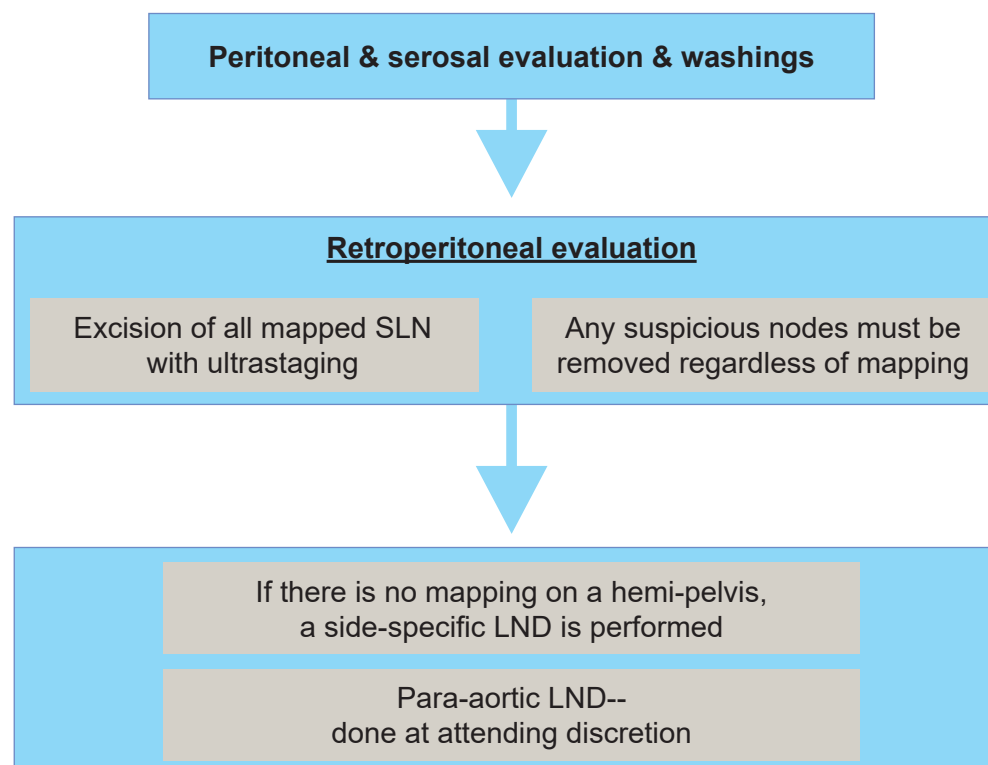 Peritoneal & serosal evaluation & washings
Retroperitoneal evaluation
Excision of all mapped SLN
with ultrastaging
Any suspicious nodes must be
removed regardless of mapping
If there is no mapping on a hemi-pelvis,
a side-specific LND is performed
Para-aortic LND--
done at attending discretion